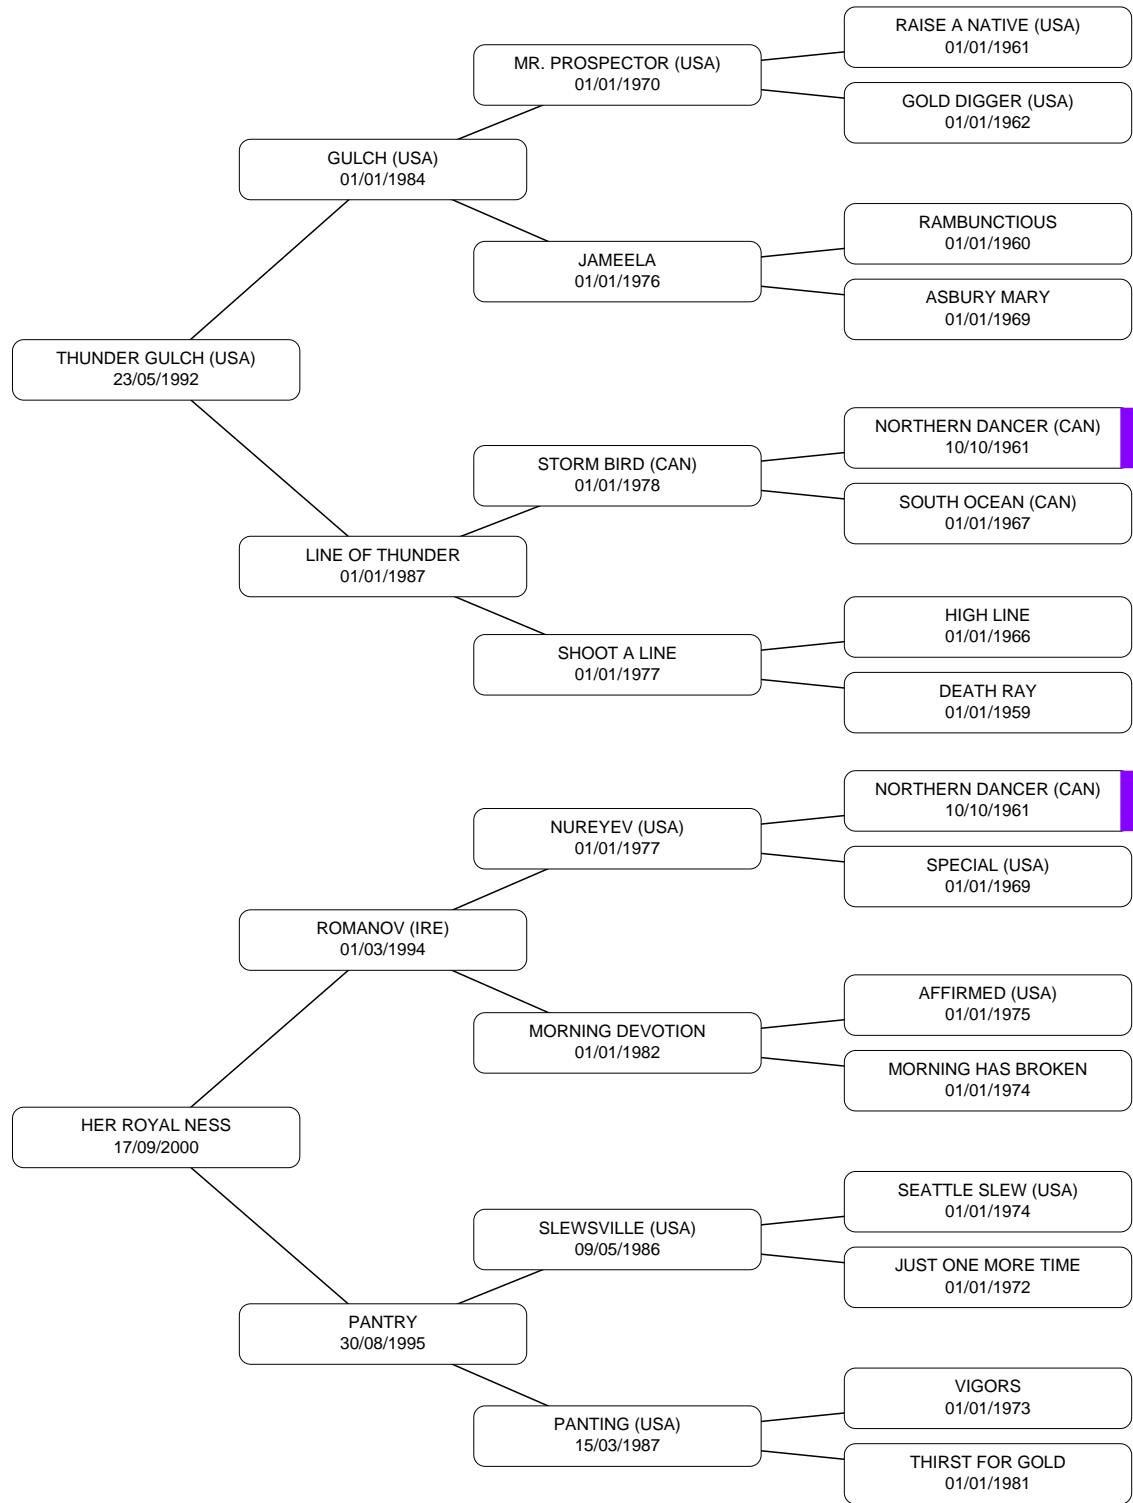 RAISE A NATIVE (USA)
01/01/1961
MR. PROSPECTOR (USA)
01/01/1970
GOLD DIGGER (USA)
01/01/1962
GULCH (USA)
01/01/1984
RAMBUNCTIOUS
01/01/1960
JAMEELA
01/01/1976
ASBURY MARY
01/01/1969
THUNDER GULCH (USA)
23/05/1992
NORTHERN DANCER (CAN)
10/10/1961
STORM BIRD (CAN)
01/01/1978
SOUTH OCEAN (CAN)
01/01/1967
LINE OF THUNDER
01/01/1987
HIGH LINE
01/01/1966
SHOOT A LINE
01/01/1977
DEATH RAY
01/01/1959
NORTHERN DANCER (CAN)
10/10/1961
NUREYEV (USA)
01/01/1977
SPECIAL (USA)
01/01/1969
ROMANOV (IRE)
01/03/1994
AFFIRMED (USA)
01/01/1975
MORNING DEVOTION
01/01/1982
MORNING HAS BROKEN
01/01/1974
HER ROYAL NESS
17/09/2000
SEATTLE SLEW (USA)
01/01/1974
SLEWSVILLE (USA)
09/05/1986
JUST ONE MORE TIME
01/01/1972
PANTRY
30/08/1995
VIGORS
01/01/1973
PANTING (USA)
15/03/1987
THIRST FOR GOLD
01/01/1981